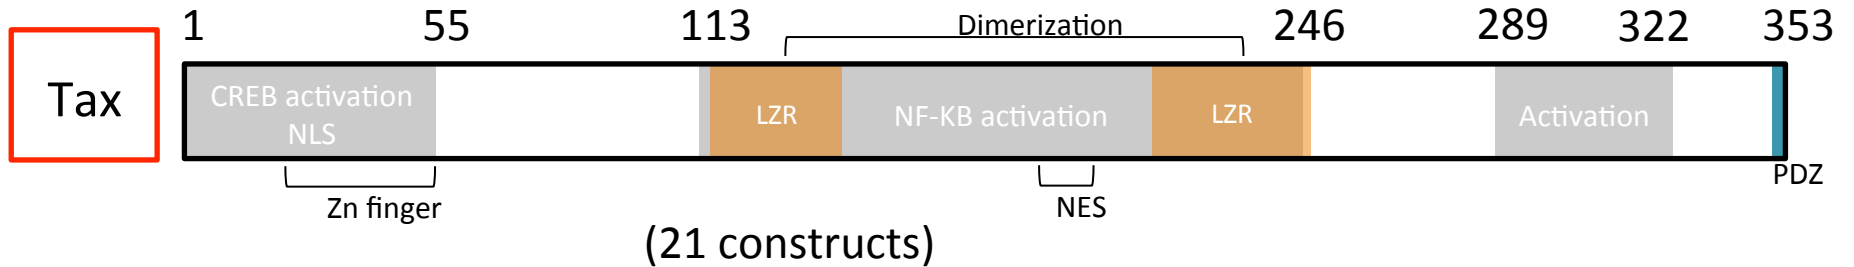 1 55 113 Dimerization 246 289 322 353
Tax
CREB activation
NLS
LZR
NF-KB activation
LZR
Activation
PDZ
Zn finger
NES
(21 constructs)